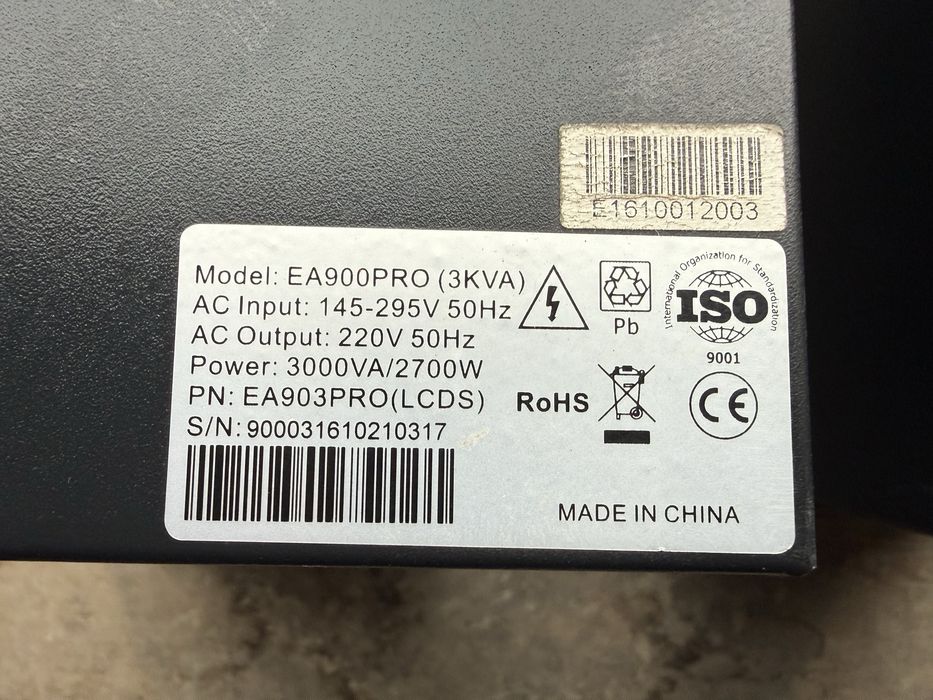 E1610012003
Model: EA900PRO (3KVA)
AC Input: 145-295V 50Hz
AC Output: 220V 50Hz
Power: 3000VA/2700W
PN: EA903PRO(LCDS)
S/N: 900031610210317
Pb
International Organization for Standardization
ISO
9001
RoHS
CE
MADE IN CHINA